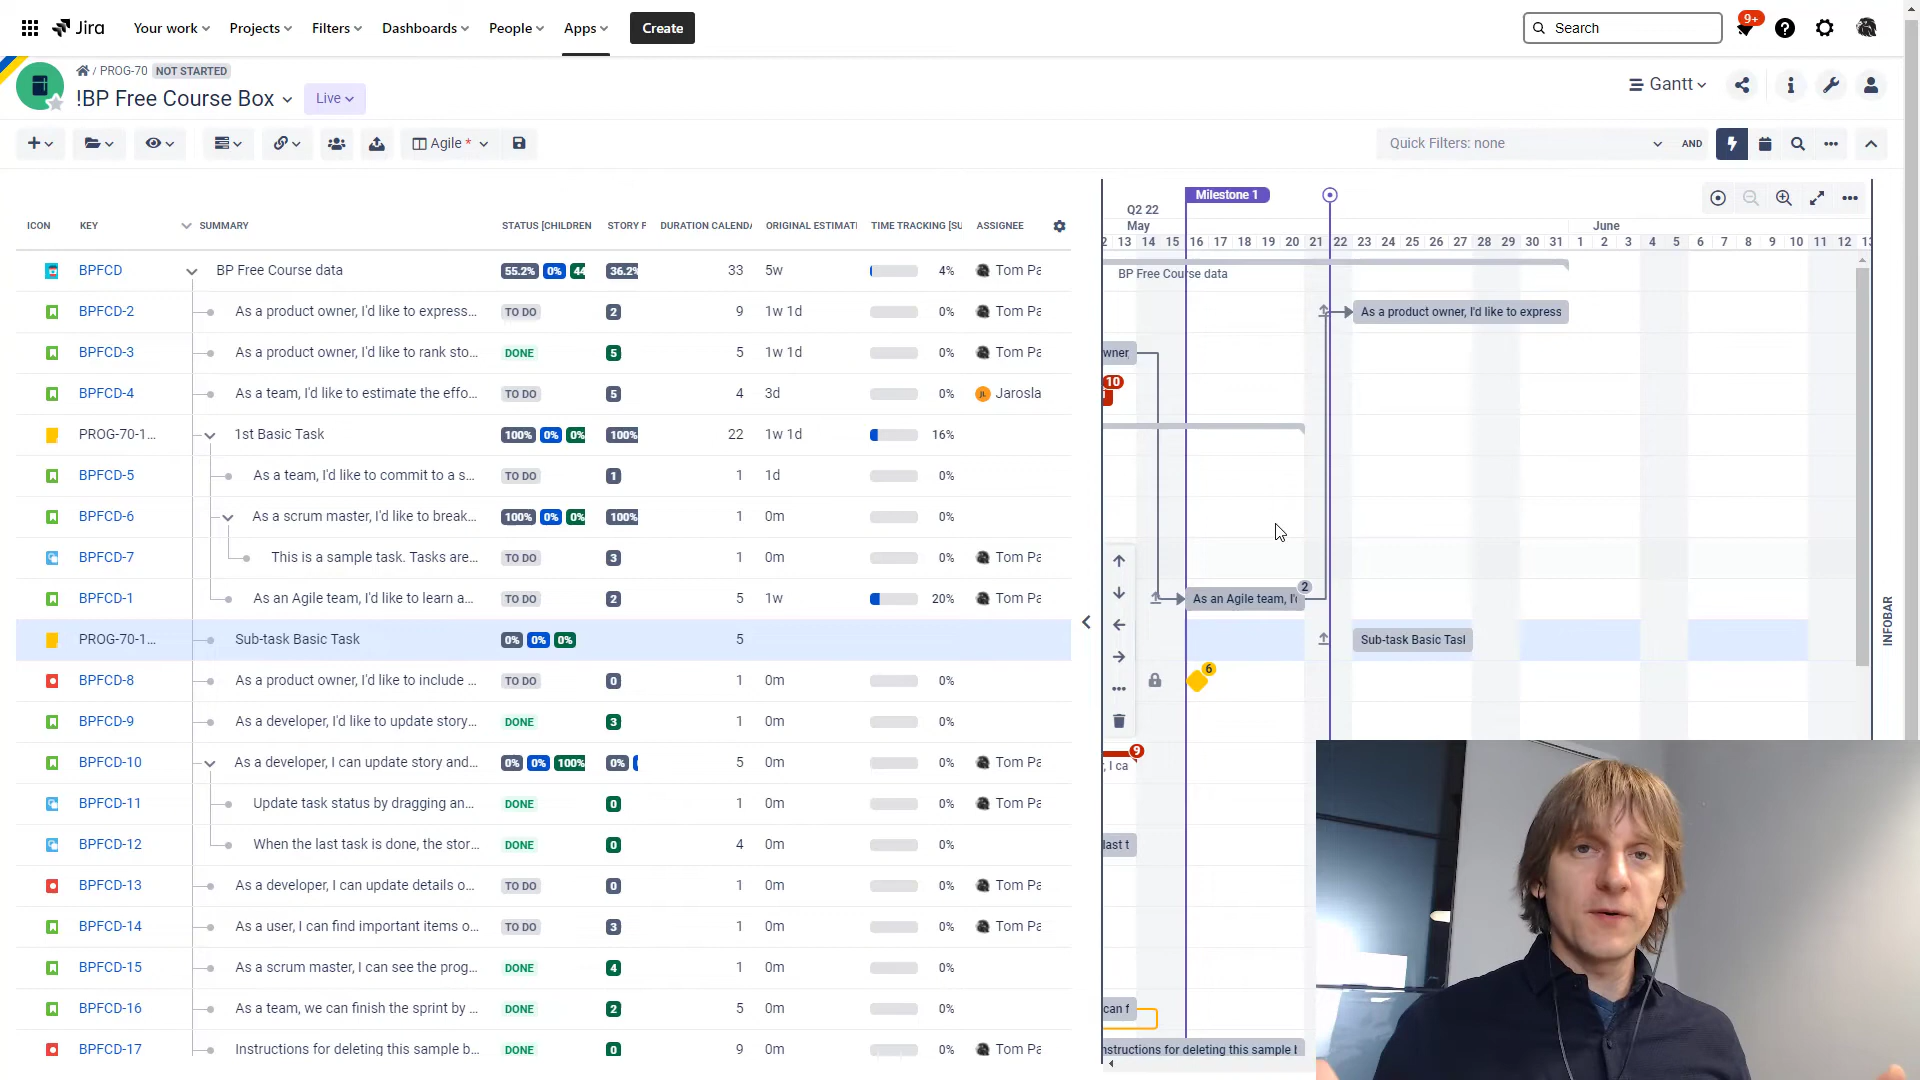 Jira Your work Projects Filters Dashboards People Apps Create Search 9+
/ PROG-70 NOT STARTED
!BP Free Course Box Live Gantt
Agile * Quick Filters: none AND
Milestone 1
Q2 22
May June
ICON KEY SUMMARY STATUS [CHILDREN STORY F DURATION CALENDA ORIGINAL ESTIMATI TIME TRACKING [SU ASSIGNEE
2 13 14 15 16 17 18 19 20 21 22 23 24 25 26 27 28 29 30 31 1 2 3 4 5 6 7 8 9 10 11 12 13
BPFCD BP Free Course data 55.2% 0% 44 36.2% 33 5w 4% Tom Pa BP Free Course data
BPFCD-2 As a product owner, I'd like to express... TO DO 2 9 1w 1d 0% Tom Pa As a product owner, I'd like to express
BPFCD-3 As a product owner, I'd like to rank sto... DONE 5 5 1w 1d 0% Tom Pa wner,
BPFCD-4 As a team, I'd like to estimate the effo... TO DO 5 4 3d 0% JL Jarosla 10
PROG-70-1... 1st Basic Task 100% 0% 0% 100% 22 1w 1d 16%
BPFCD-5 As a team, I'd like to commit to a s... TO DO 1 1 1d 0%
BPFCD-6 As a scrum master, I'd like to break... 100% 0% 0% 100% 1 0m 0%
BPFCD-7 This is a sample task. Tasks are... TO DO 3 1 0m 0% Tom Pa
BPFCD-1 As an Agile team, I'd like to learn a... TO DO 2 5 1w 20% Tom Pa As an Agile team, I'd 2
PROG-70-1... Sub-task Basic Task 0% 0% 0% 5 Sub-task Basic Task
BPFCD-8 As a product owner, I'd like to include ... TO DO 0 1 0m 0% 6
BPFCD-9 As a developer, I'd like to update story... DONE 3 1 0m 0%
BPFCD-10 As a developer, I can update story and... 0% 0% 100% 0% 5 0m 0% Tom Pa , I ca 9
BPFCD-11 Update task status by dragging an... DONE 0 1 0m 0% Tom Pa
BPFCD-12 When the last task is done, the stor... DONE 0 4 0m 0% last t
BPFCD-13 As a developer, I can update details o... TO DO 0 1 0m 0% Tom Pa
BPFCD-14 As a user, I can find important items o... TO DO 3 1 0m 0% Tom Pa
BPFCD-15 As a scrum master, I can see the prog... DONE 4 1 0m 0%
BPFCD-16 As a team, we can finish the sprint by ... DONE 2 5 0m 0% can f
BPFCD-17 Instructions for deleting this sample b... DONE 0 9 0m 0% Tom Pa nstructions for deleting this sample b
INFOBAR